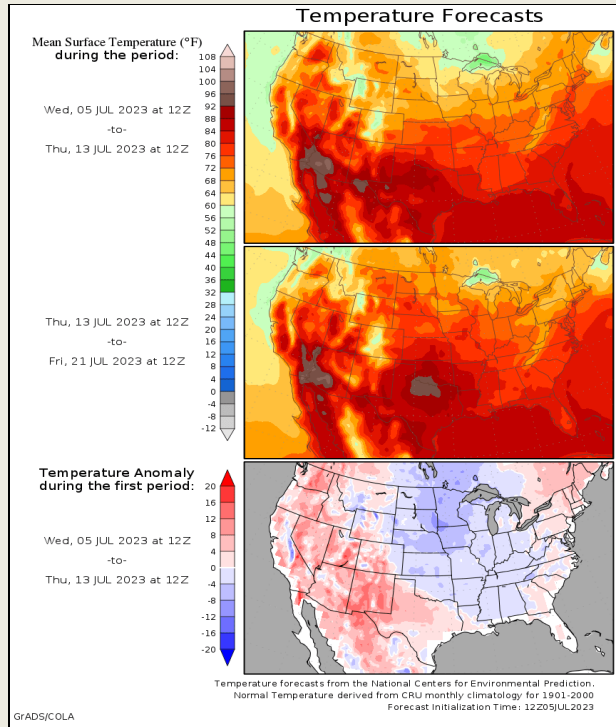 Temperature Forecasts
Mean Surface Temperature (°F)
during the period:
Wed, 05 JUL 2023 at 12Z
-to-
Thu, 13 JUL 2023 at 12Z
108
104
100
96
92
88
84
80
76
72
68
64
60
56
52
48
44
40
36
32
28
24
20
16
12
8
4
0
-4
-8
-12
Thu, 13 JUL 2023 at 12Z
-to-
Fri, 21 JUL 2023 at 12Z
Temperature Anomaly
during the first period:
Wed, 05 JUL 2023 at 12Z
-to-
Thu, 13 JUL 2023 at 12Z
20
16
12
8
4
0
-4
-8
-12
-16
-20
Temperature forecasts from the National Centers for Environmental Prediction.
Normal Temperature derived from CRU monthly climatology for 1901-2000
Forecast Initialization Time: 12Z05JUL2023
GrADS/COLA